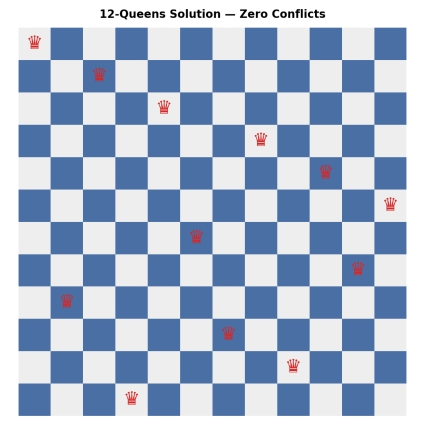 12-Queens Solution — Zero Conflicts